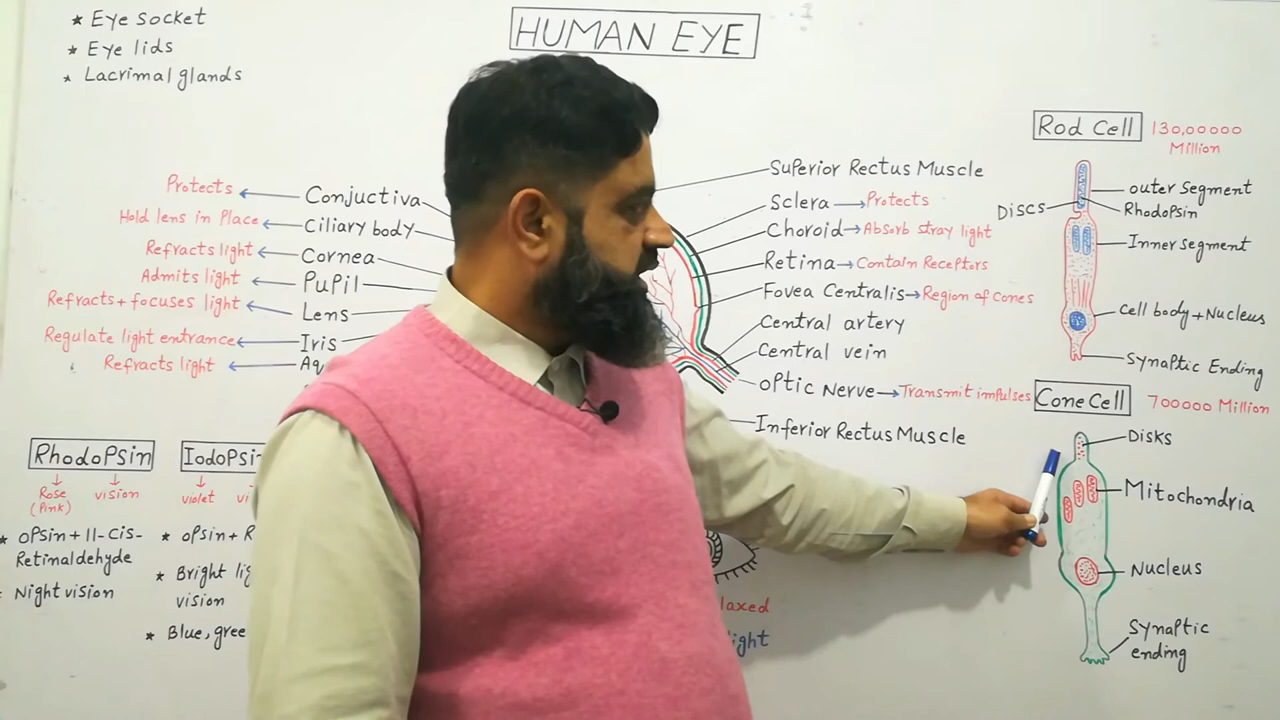 * Eye socket
* Eye lids
* Lacrimal glands
HUMAN EYE
Protects ← Conjuctiva
Hold lens in Place ← Ciliary body
Refracts light ← Cornea
Admits light ← Pupil
Refracts + focuses light ← Lens
Regulate light entrance ← Iris
Refracts light ← Aq
Superior Rectus Muscle
Sclera → Protects
Choroid → Absorb stray light
Retina → Contain Receptors
Fovea Centralis → Region of Cones
Central artery
Central vein
optic Nerve → Transmit impulses
Inferior Rectus Muscle
Rod Cell
130,00000
Million
outer Segment
Discs
Rhodopsin
Inner segment
Cell body + Nucleus
Synaptic Ending
Cone Cell
700000 Million
Disks
Mitochondria
Nucleus
Synaptic
ending
Rhodopsin
Rose
(Pink)
vision
* opsin + 11-cis-
Retinaldehyde
Night vision
Iodopsin
violet vi
* opsin + R
* Bright lig
vision
* Blue, gree
laxed
ight